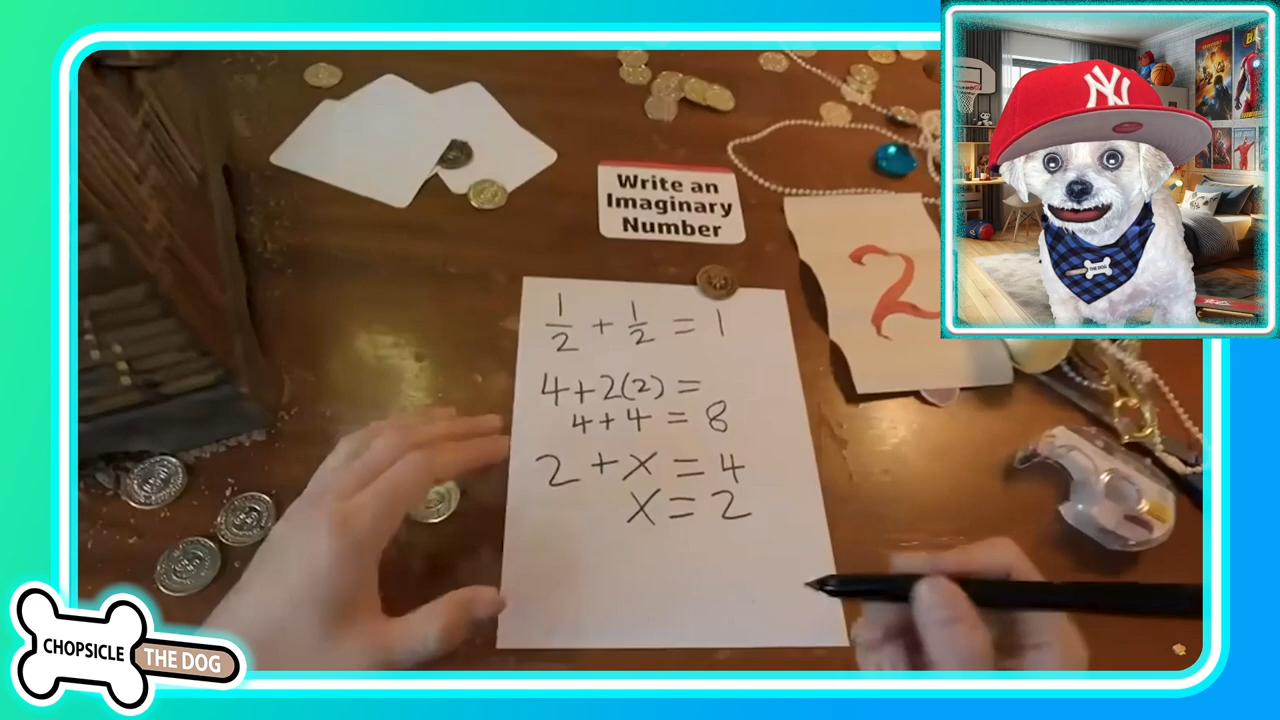 Write an
Imaginary
Number
1/2 + 1/2 = 1
4+2(2) =
4+4 = 8
2 + x = 4
x = 2
2
NY
THE DOG
CHOPSICLE THE DOG